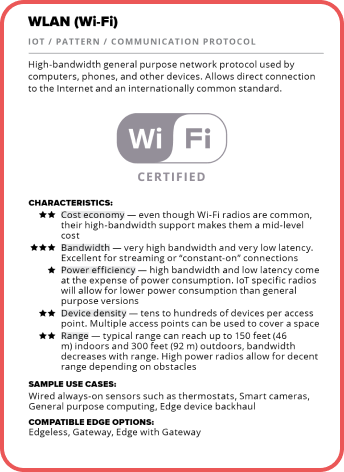 WLAN (Wi-Fi)
IOT / PATTERN / COMMUNICATION PROTOCOL
High-bandwidth general purpose network protocol used by
computers, phones, and other devices. Allows direct connection
to the Internet and an internationally common standard.
Wi Fi
CERTIFIED
CHARACTERISTICS:
★★ Cost economy — even though Wi-Fi radios are common,
their high-bandwidth support makes them a mid-level
cost
★★★ Bandwidth — very high bandwidth and very low latency.
Excellent for streaming or “constant-on” connections
★ Power efficiency — high bandwidth and low latency come
at the expense of power consumption. IoT specific radios
will allow for lower power consumption than general
purpose versions
★★ Device density — tens to hundreds of devices per access
point. Multiple access points can be used to cover a space
★★ Range — typical range can reach up to 150 feet (46
m) indoors and 300 feet (92 m) outdoors, bandwidth
decreases with range. High power radios allow for decent
range depending on obstacles
SAMPLE USE CASES:
Wired always-on sensors such as thermostats, Smart cameras,
General purpose computing, Edge device backhaul
COMPATIBLE EDGE OPTIONS:
Edgeless, Gateway, Edge with Gateway